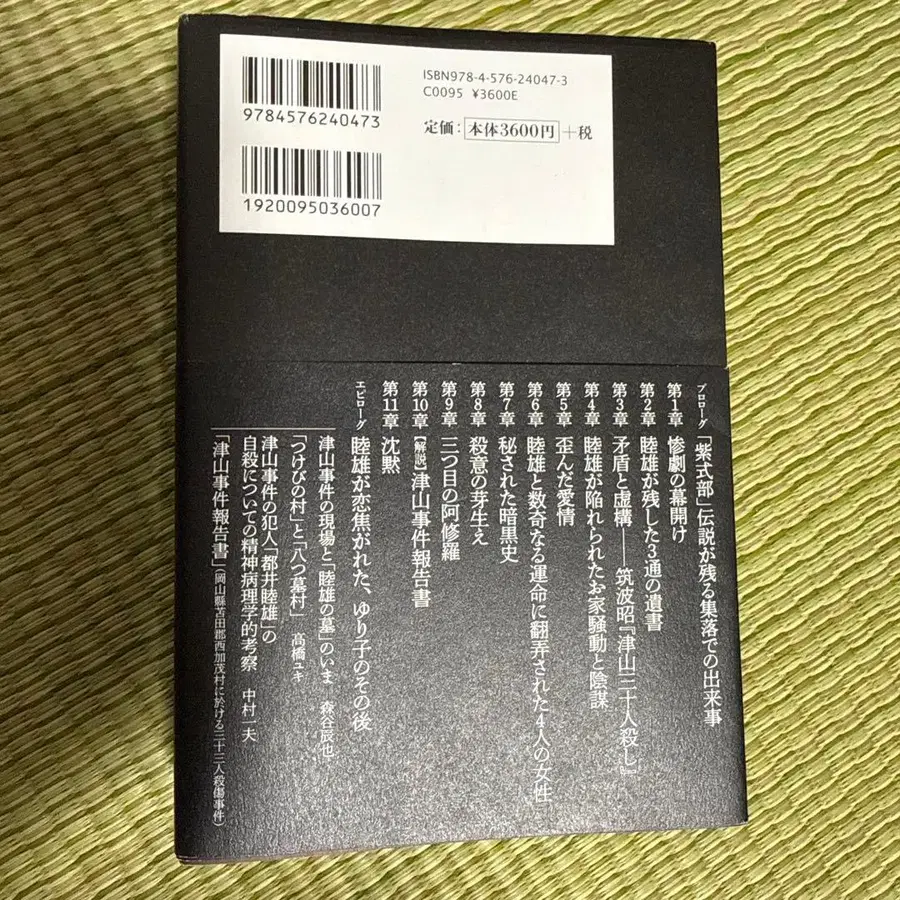 ISBN978-4-576-24047-3
C0095 ¥3600E
9784576240473
定価：本体3600円＋税
1920095036007
プロローグ 「紫式部」伝説が残る集落での出来事
第1章 惨劇の幕開け
第2章 睦雄が残した3通の遺書
第3章 矛盾と虚構――筑波昭『津山三十人殺し』
第4章 睦雄が陥れられたお家騒動と陰謀
第5章 歪んだ愛情
第6章 睦雄と数奇なる運命に翻弄された4人の女性
第7章 秘された暗黒史
第8章 殺意の芽生え
第9章 三つ目の阿修羅
第10章 【解説】津山事件報告書
第11章 沈黙
エピローグ 睦雄が恋焦がれた、ゆり子のその後
津山事件の現場と「睦雄の墓」のいま 森谷辰也
「つけびの村」と「八つ墓村」 高橋ユキ
津山事件の犯人「都井睦雄」の
自殺についての精神病理学的考察 中村一夫
「津山事件報告書」（岡山縣苫田郡西加茂村に於ける三十三人殺傷事件）